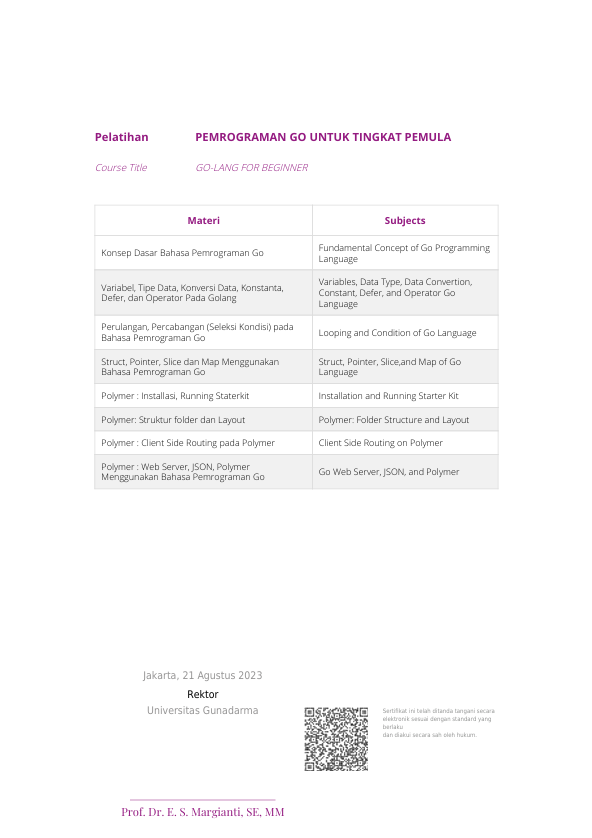 Pelatihan PEMROGRAMAN GO UNTUK TINGKAT PEMULA
Course Title GO-LANG FOR BEGINNER
Materi Subjects
Konsep Dasar Bahasa Pemrograman Go
Fundamental Concept of Go Programming
Language
Variabel, Tipe Data, Konversi Data, Konstanta,
Defer, dan Operator Pada Golang
Variables, Data Type, Data Convertion,
Constant, Defer, and Operator Go
Language
Perulangan, Percabangan (Seleksi Kondisi) pada
Bahasa Pemrograman Go
Looping and Condition of Go Language
Struct, Pointer, Slice dan Map Menggunakan
Bahasa Pemrograman Go
Struct, Pointer, Slice,and Map of Go
Language
Polymer : Installasi, Running Staterkit
Installation and Running Starter Kit
Polymer: Struktur folder dan Layout
Polymer: Folder Structure and Layout
Polymer : Client Side Routing pada Polymer
Client Side Routing on Polymer
Polymer : Web Server, JSON, Polymer
Menggunakan Bahasa Pemrograman Go
Go Web Server, JSON, and Polymer
Jakarta, 21 Agustus 2023
Rektor
Universitas Gunadarma
Sertifikat ini telah ditanda tangani secara
elektronik sesuai dengan standard yang
berlaku
dan diakui secara sah oleh hukum.
Prof. Dr. E. S. Margianti, SE, MM